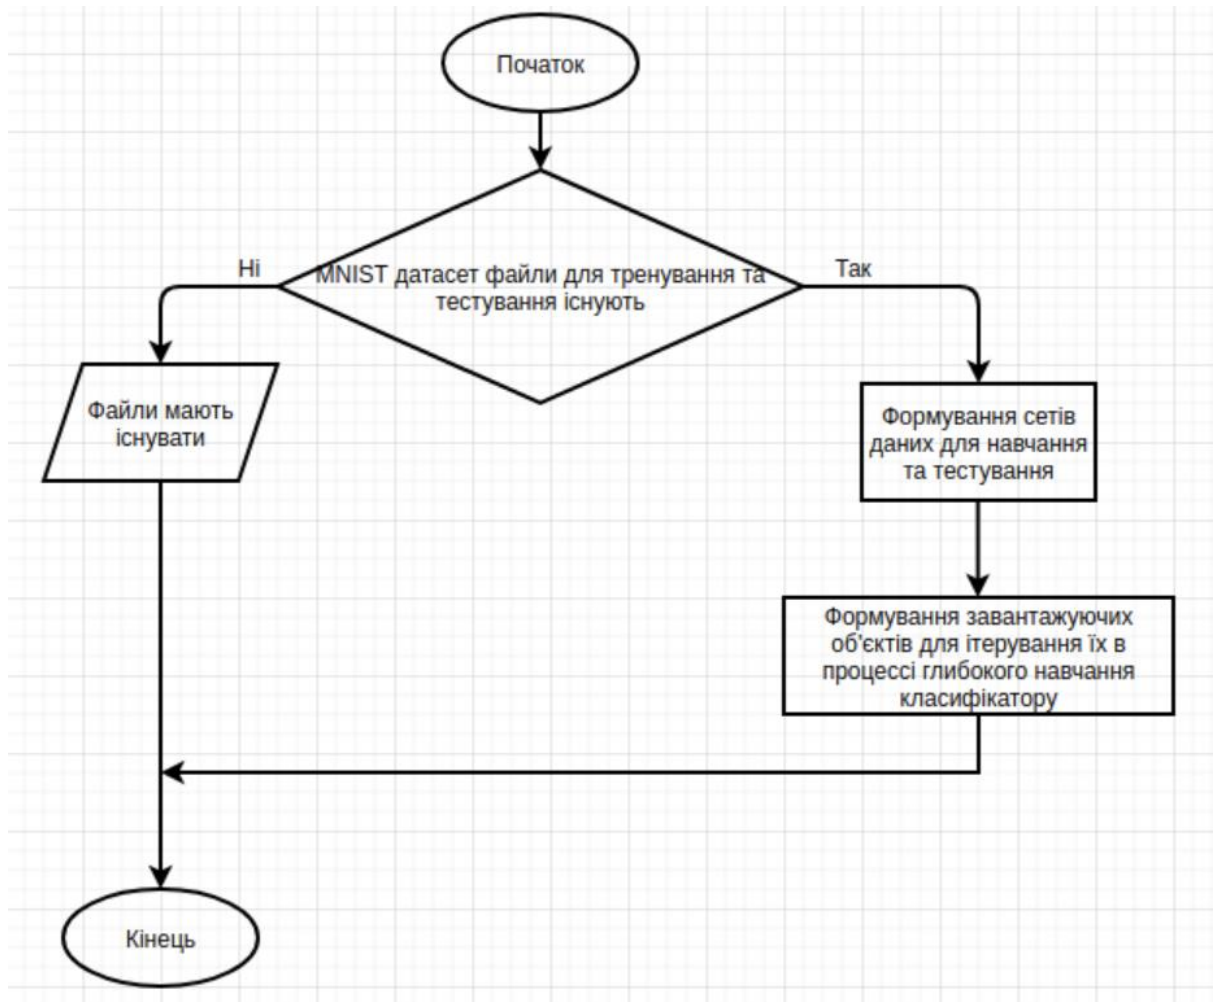 Початок
Ні
MNIST датасет файли для тренування та
тестування існують
Так
Файли мають
існувати
Формування сетів
даних для навчання
та тестування
Формування завантажуючих
об'єктів для ітерування їх в
процессі глибокого навчання
класифікатору
Кінець